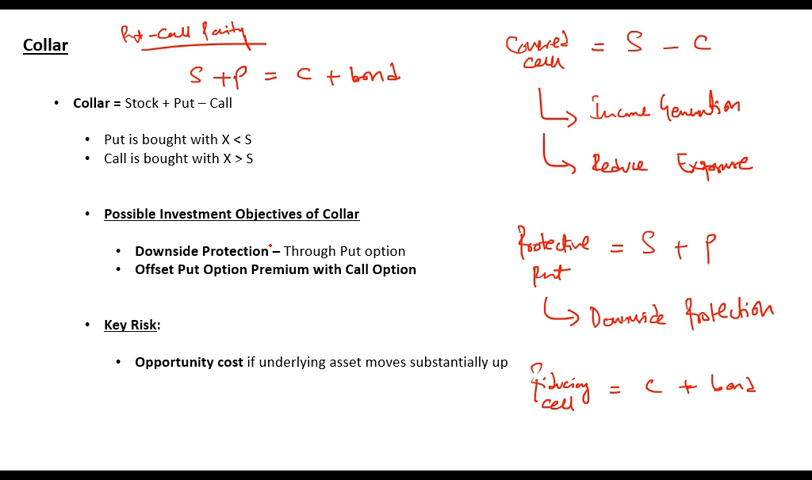 Collar
Put-Call Parity
S + P = C + bond
• Collar = Stock + Put – Call
• Put is bought with X < S
• Call is bought with X > S
• Possible Investment Objectives of Collar
• Downside Protection – Through Put option
• Offset Put Option Premium with Call Option
• Key Risk:
• Opportunity cost if underlying asset moves substantially up
Covered = S - C
call
↳ Income Generation
↳ Reduce Exposure
Protective = S + P
Put
↳ Downside Protection
= C + bond
call